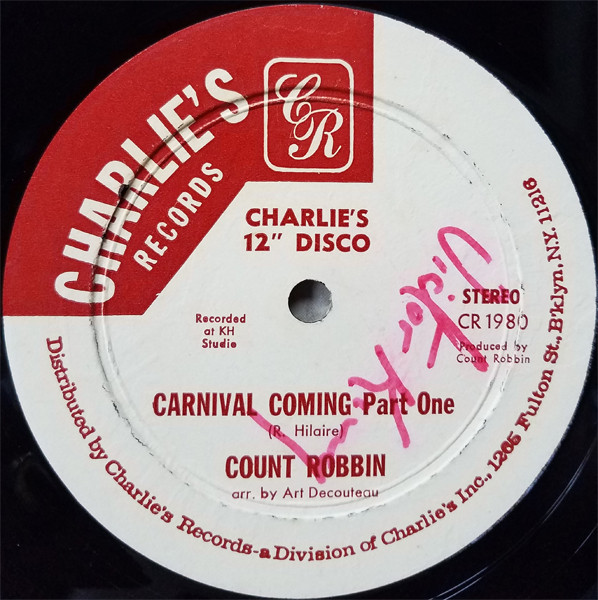 CHARLIE'S
RECORDS
CR
CHARLIE'S
12" DISCO
Recorded
at KH
Studio
STEREO
CR 1980
Produced by
Count Robbin
CARNIVAL COMING Part One
(R. Hilaire)
COUNT ROBBIN
arr. by Art Decouteau
Distributed by Charlie's Records-a Division of Charlie's Inc., 1265 Fulton St., B'klyn, N.Y. 11216